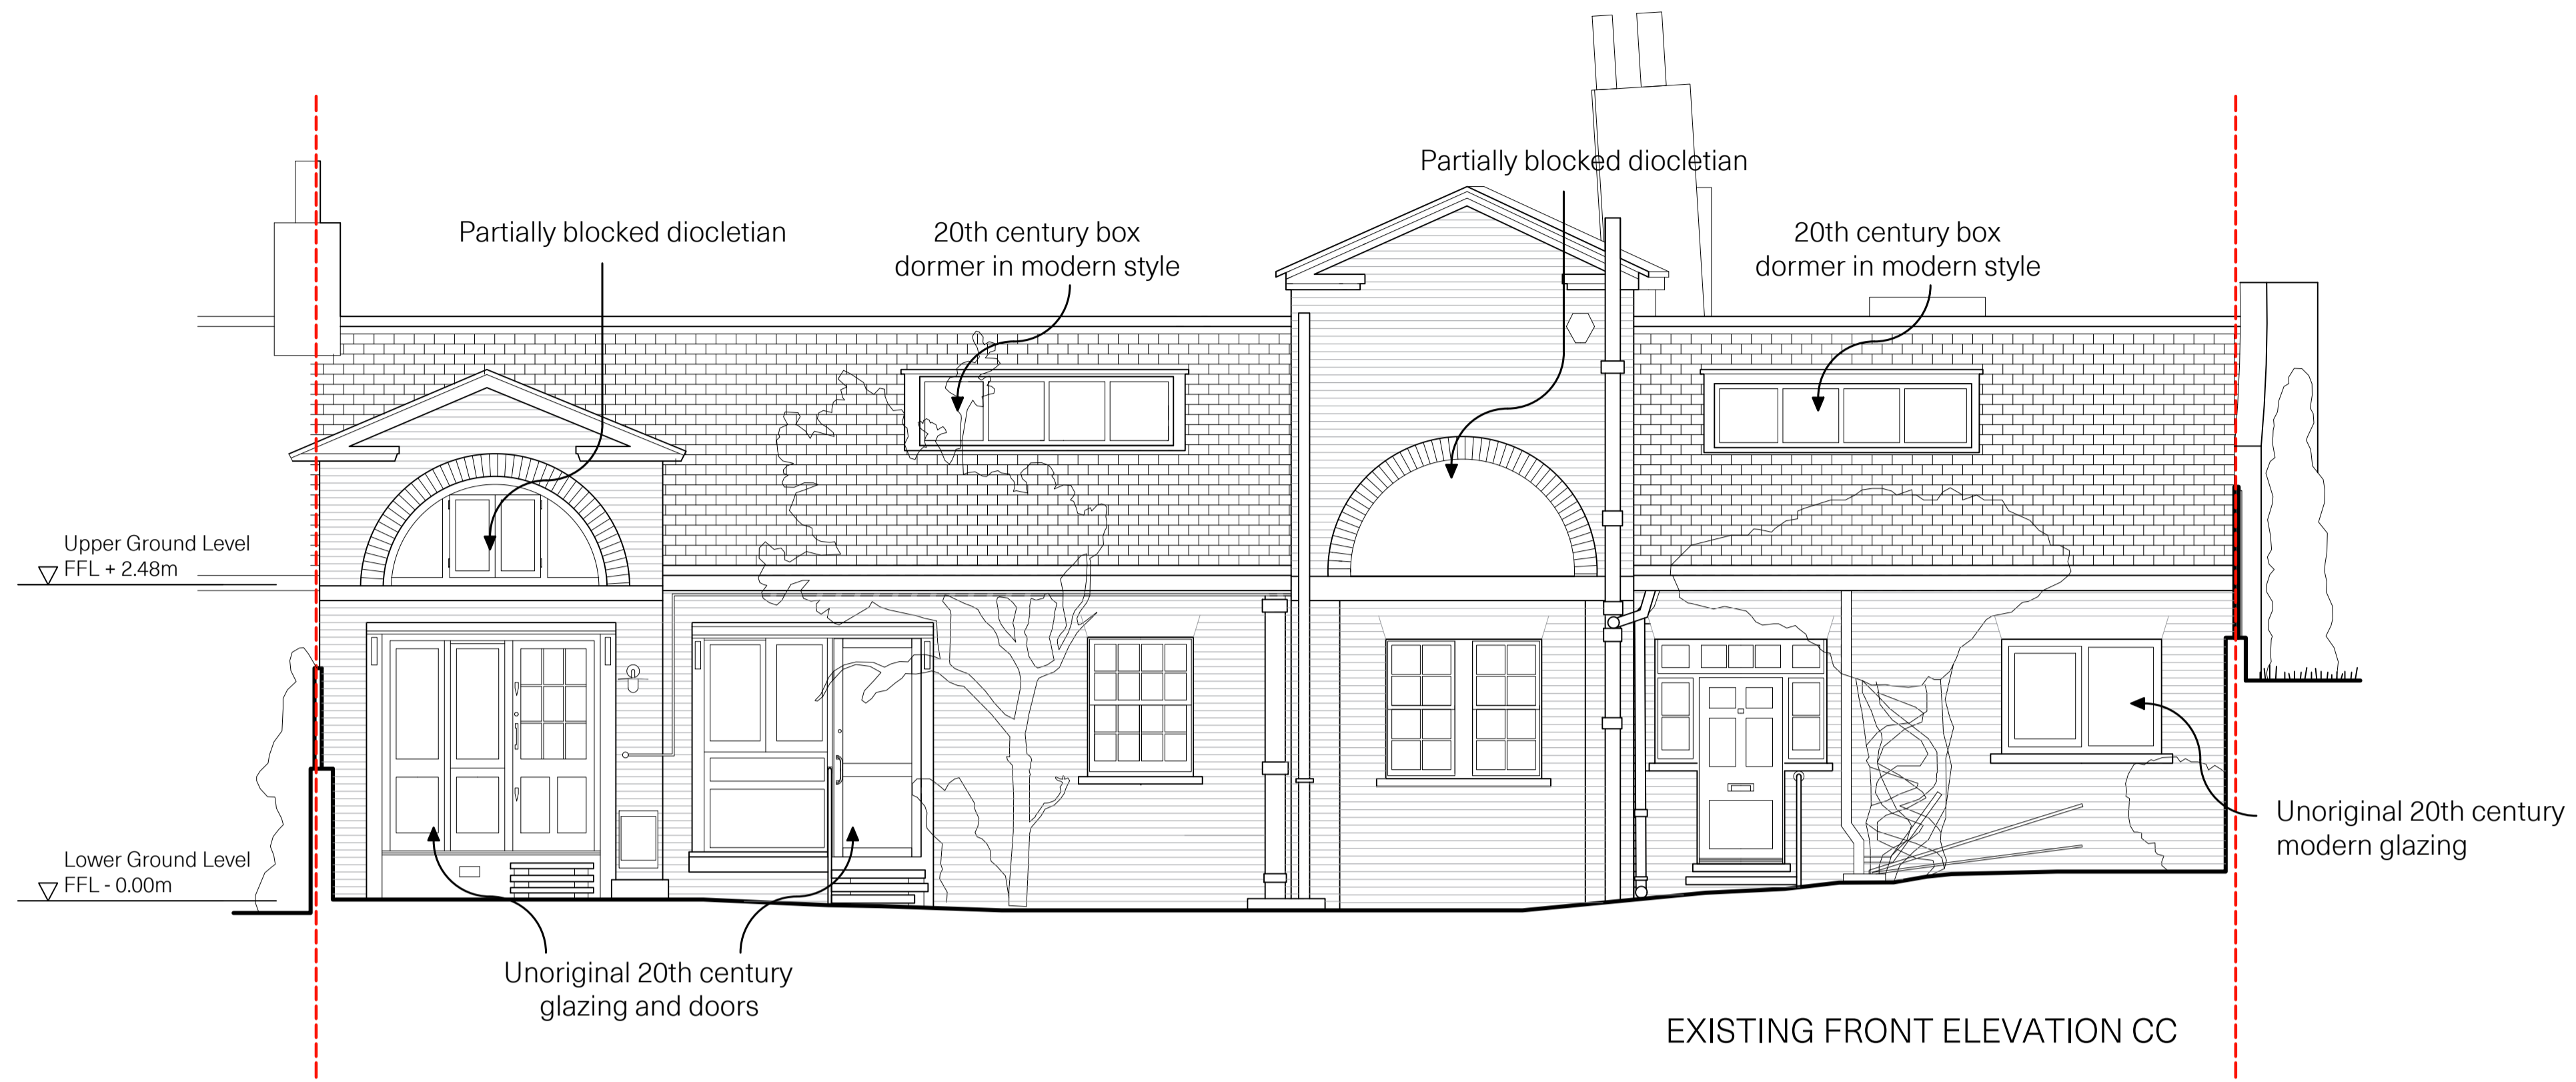 Partially blocked diocletian
Partially blocked diocletian
20th century box
dormer in modern style
20th century box
dormer in modern style
Upper Ground Level
FFL + 2.48m
Lower Ground Level
FFL - 0.00m
Unoriginal 20th century
modern glazing
Unoriginal 20th century
glazing and doors
EXISTING FRONT ELEVATION CC